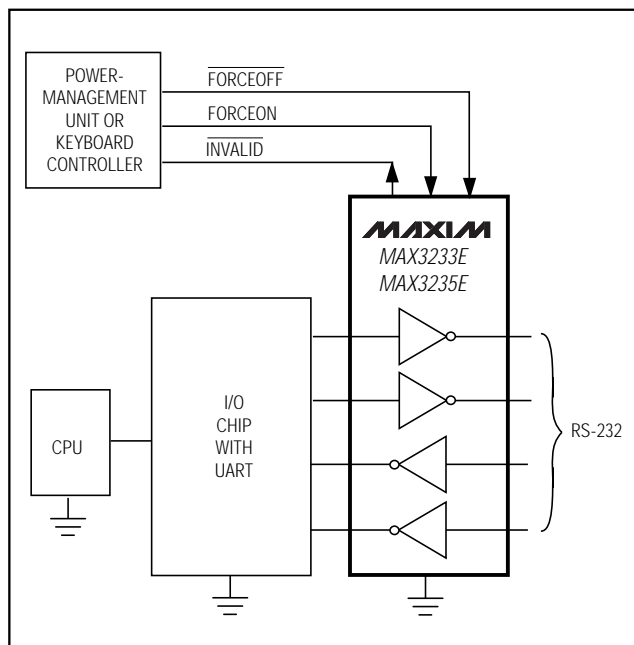 POWER-
MANAGEMENT
UNIT OR
KEYBOARD
CONTROLLER
FORCEOFF
FORCEON
INVALID
MAXIM
MAX3233E
MAX3235E
I/O
CHIP
WITH
UART
CPU
RS-232